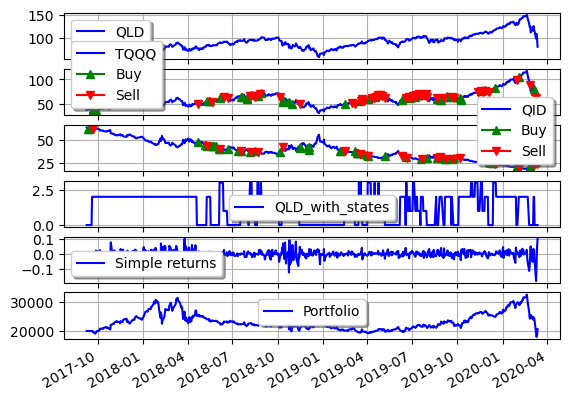 150
100
QLD
TQQQ
Buy
Sell
100
50
QID
Buy
Sell
50
25
2.5
0.0
QLD_with_states
0.1
0.0
−0.1
Simple returns
30000
20000
Portfolio
2017-10
2018-01
2018-04
2018-07
2018-10
2019-01
2019-04
2019-07
2019-10
2020-01
2020-04